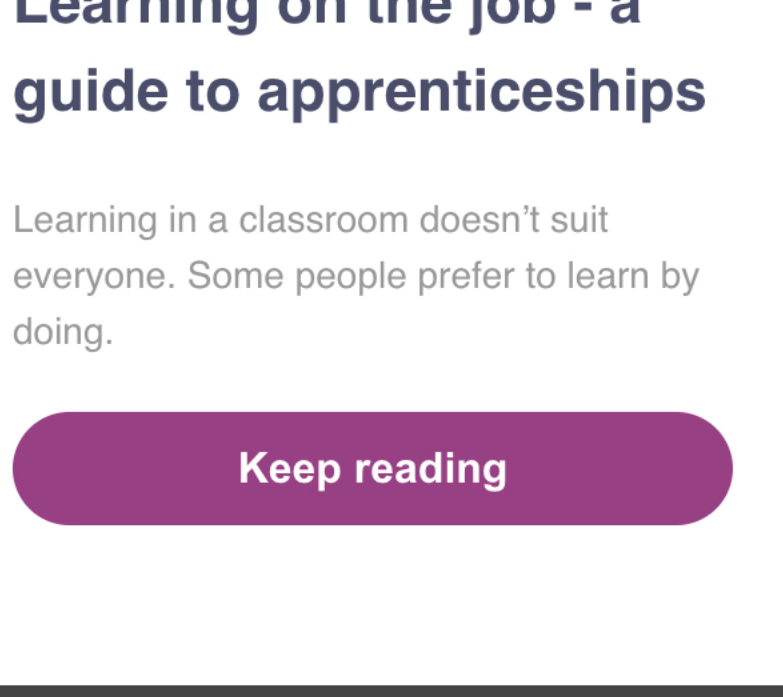 Learning on the job - a
guide to apprenticeships
Learning in a classroom doesn’t suit
everyone. Some people prefer to learn by
doing.
Keep reading